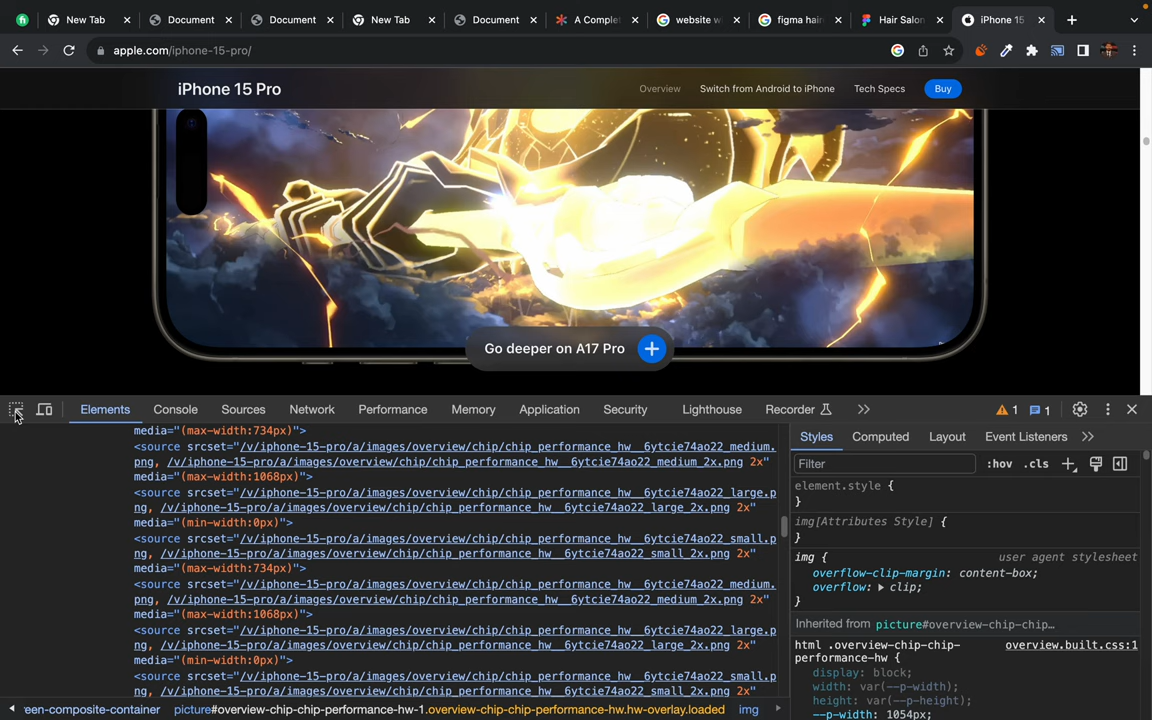 New Tab
Document
Document
New Tab
Document
A Comple
website w
figma hair
Hair Salon
iPhone 15
apple.com/iphone-15-pro/
iPhone 15 Pro
Overview
Switch from Android to iPhone
Tech Specs
Buy
Go deeper on A17 Pro
Elements
Console
Sources
Network
Performance
Memory
Application
Security
Lighthouse
Recorder
1
1
media="(max-width:734px)">
<source srcset="/v/iphone-15-pro/a/images/overview/chip/chip_performance_hw__6ytcie74ao22_medium.
png, /v/iphone-15-pro/a/images/overview/chip/chip_performance_hw__6ytcie74ao22_medium_2x.png 2x"
media="(max-width:1068px)">
<source srcset="/v/iphone-15-pro/a/images/overview/chip/chip_performance_hw__6ytcie74ao22_large.p
ng, /v/iphone-15-pro/a/images/overview/chip/chip_performance_hw__6ytcie74ao22_large_2x.png 2x"
media="(min-width:0px)">
<source srcset="/v/iphone-15-pro/a/images/overview/chip/chip_performance_hw__6ytcie74ao22_small.p
ng, /v/iphone-15-pro/a/images/overview/chip/chip_performance_hw__6ytcie74ao22_small_2x.png 2x"
media="(max-width:734px)">
<source srcset="/v/iphone-15-pro/a/images/overview/chip/chip_performance_hw__6ytcie74ao22_medium.
png, /v/iphone-15-pro/a/images/overview/chip/chip_performance_hw__6ytcie74ao22_medium_2x.png 2x"
media="(max-width:1068px)">
<source srcset="/v/iphone-15-pro/a/images/overview/chip/chip_performance_hw__6ytcie74ao22_large.p
ng, /v/iphone-15-pro/a/images/overview/chip/chip_performance_hw__6ytcie74ao22_large_2x.png 2x"
media="(min-width:0px)">
<source srcset="/v/iphone-15-pro/a/images/overview/chip/chip_performance_hw__6ytcie74ao22_small.p
ng, /v/iphone-15-pro/a/images/overview/chip/chip_performance_hw__6ytcie74ao22_small_2x.png 2x"
een-composite-container
picture#overview-chip-chip-performance-hw-1.overview-chip-chip-performance-hw.hw-overlay.loaded
img
Styles
Computed
Layout
Event Listeners
Filter
:hov
.cls
element.style {
}
img[Attributes Style] {
}
img {
user agent stylesheet
overflow-clip-margin: content-box;
overflow: clip;
}
Inherited from picture#overview-chip-chip…
html .overview-chip-chip-
overview.built.css:1
performance-hw {
display: block;
width: var(--p-width);
height: var(--p-height);
--p-width: 1054px;